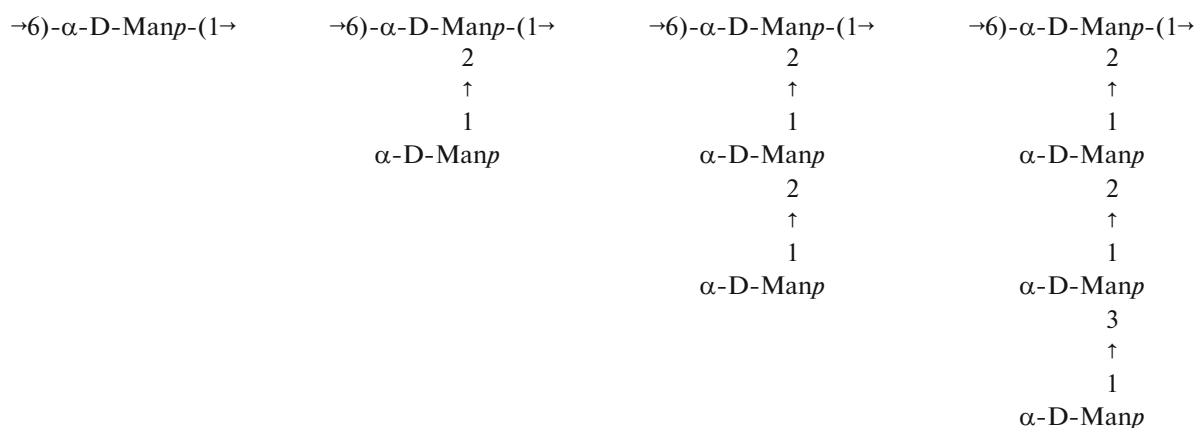 →6)-α-D-Manp-(1→ →6)-α-D-Manp-(1→ →6)-α-D-Manp-(1→ →6)-α-D-Manp-(1→
2 2 2
↑ ↑ ↑
1 1 1
α-D-Manp α-D-Manp α-D-Manp
2 2
↑ ↑
1 1
α-D-Manp α-D-Manp
3
↑
1
α-D-Manp